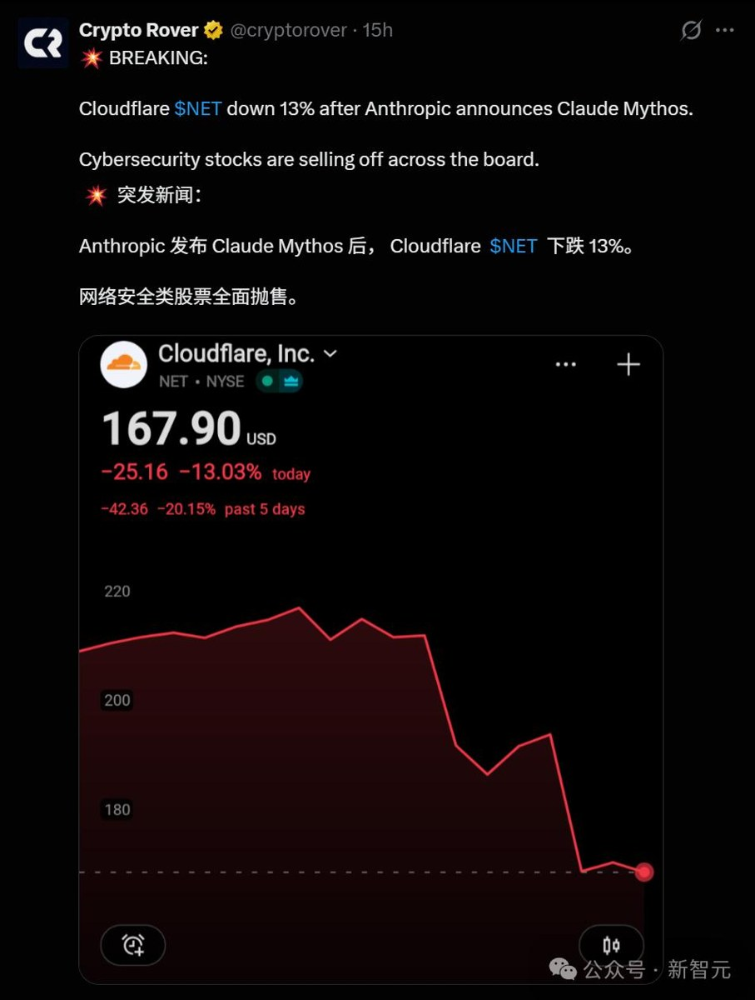 CR
Crypto Rover @cryptorover · 15h
BREAKING:
Cloudflare $NET down 13% after Anthropic announces Claude Mythos.
Cybersecurity stocks are selling off across the board.
突发新闻：
Anthropic 发布 Claude Mythos 后， Cloudflare $NET 下跌 13%。
网络安全类股票全面抛售。
Cloudflare, Inc.
NET • NYSE
167.90 USD
−25.16 −13.03% today
−42.36 −20.15% past 5 days
220
200
180
公众号 · 新智元